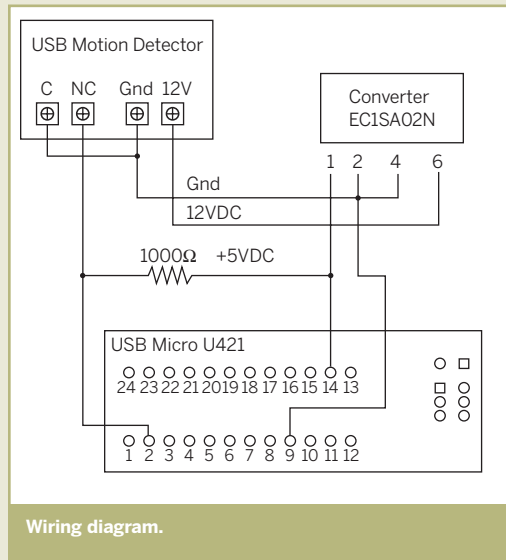 USB Motion Detector
C NC Gnd 12V
Converter
EC1SA02N
1 2 4 6
Gnd
12VDC
1000Ω +5VDC
USB Micro U421
24 23 22 21 20 19 18 17 16 15 14 13
1 2 3 4 5 6 7 8 9 10 11 12
Wiring diagram.